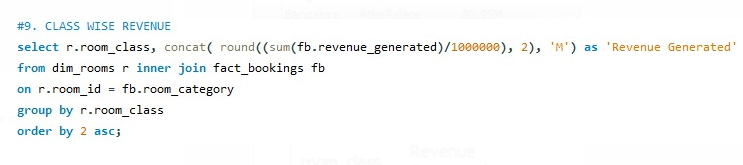 #9. CLASS WISE REVENUE
select r.room_class, concat( round((sum(fb.revenue_generated)/1000000), 2), 'M') as 'Revenue Generated'
from dim_rooms r inner join fact_bookings fb
on r.room_id = fb.room_category
group by r.room_class
order by 2 asc;